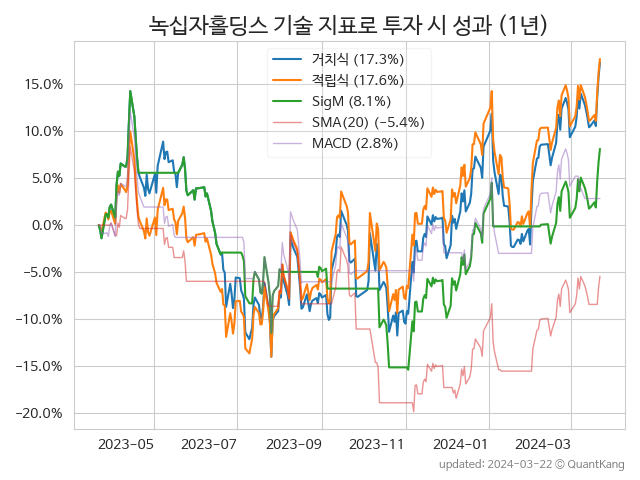 녹십자홀딩스 기술 지표로 투자 시 성과 (1년)
거치식 (17.3%)
적립식 (17.6%)
SigM (8.1%)
SMA(20) (−5.4%)
MACD (2.8%)
15.0%
10.0%
5.0%
0.0%
−5.0%
−10.0%
−15.0%
−20.0%
2023-05 2023-07 2023-09 2023-11 2024-01 2024-03
updated: 2024-03-22 © QuantKang